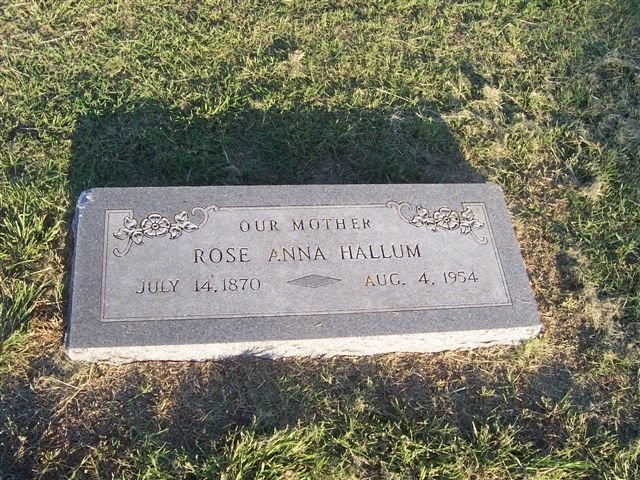 OUR MOTHER
ROSE ANNA HALLUM
JULY 14, 1870 AUG. 4, 1954